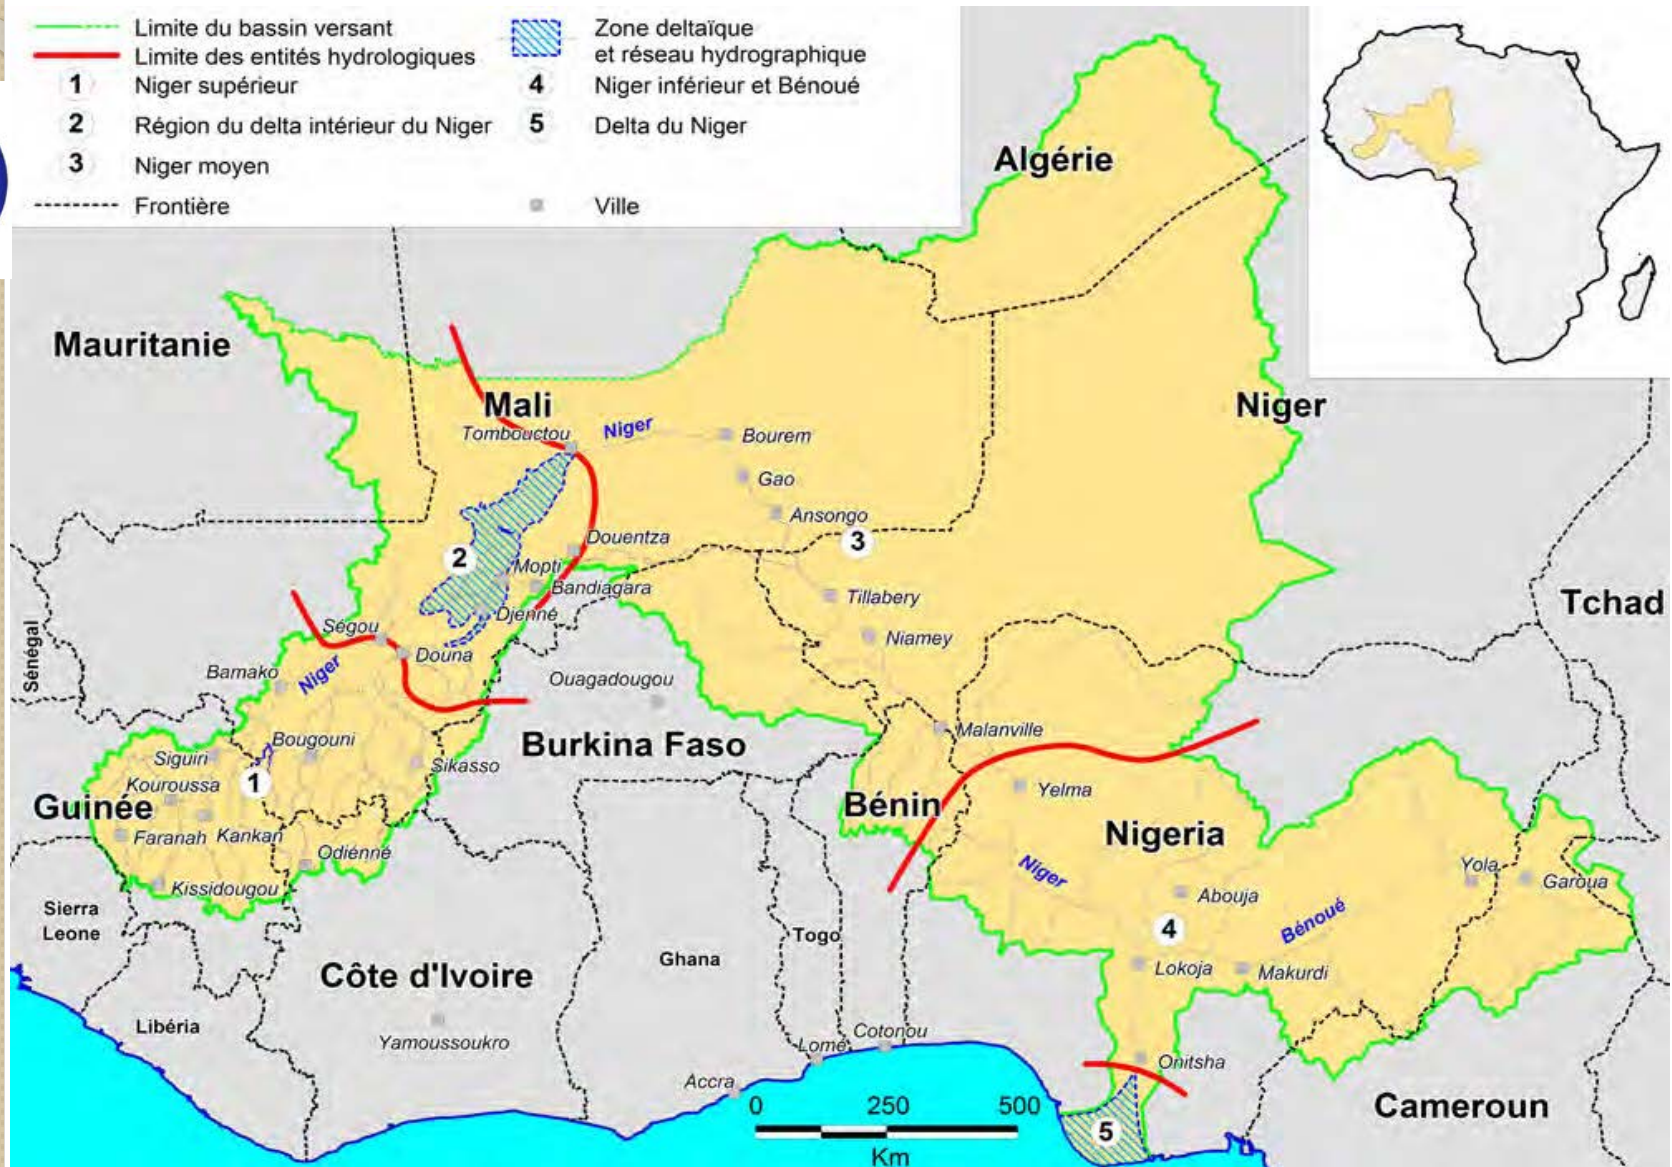 Limite du bassin versant
Limite des entités hydrologiques
1 Niger supérieur
2 Région du delta intérieur du Niger
3 Niger moyen
Frontière
Zone deltaïque
et réseau hydrographique
4 Niger inférieur et Bénoué
5 Delta du Niger
Ville
Algérie
Mauritanie
Mali
Niger
Tombouctou
Niger
Bourem
Gao
Ansongo
3
Douentza
2
Mopti
Bandiagara
Tillabery
Djenné
Tchad
Sénégal
Ségou
Niamey
Douna
Bamako
Niger
Ouagadougou
Malanville
Bougouni
Burkina Faso
Siguiri
Sikasso
Kouroussa
1
Guinée
Yelma
Bénin
Nigeria
Faranah
Kankan
Odiénné
Niger
Yola
Garoua
Kissidougou
Abouja
Sierra
Leone
Bénoué
4
Togo
Ghana
Lokoja
Makurdi
Côte d'Ivoire
Libéria
Yamoussoukro
Cotonou
Lomé
Onitsha
Accra
0 250 500
Km
5
Cameroun